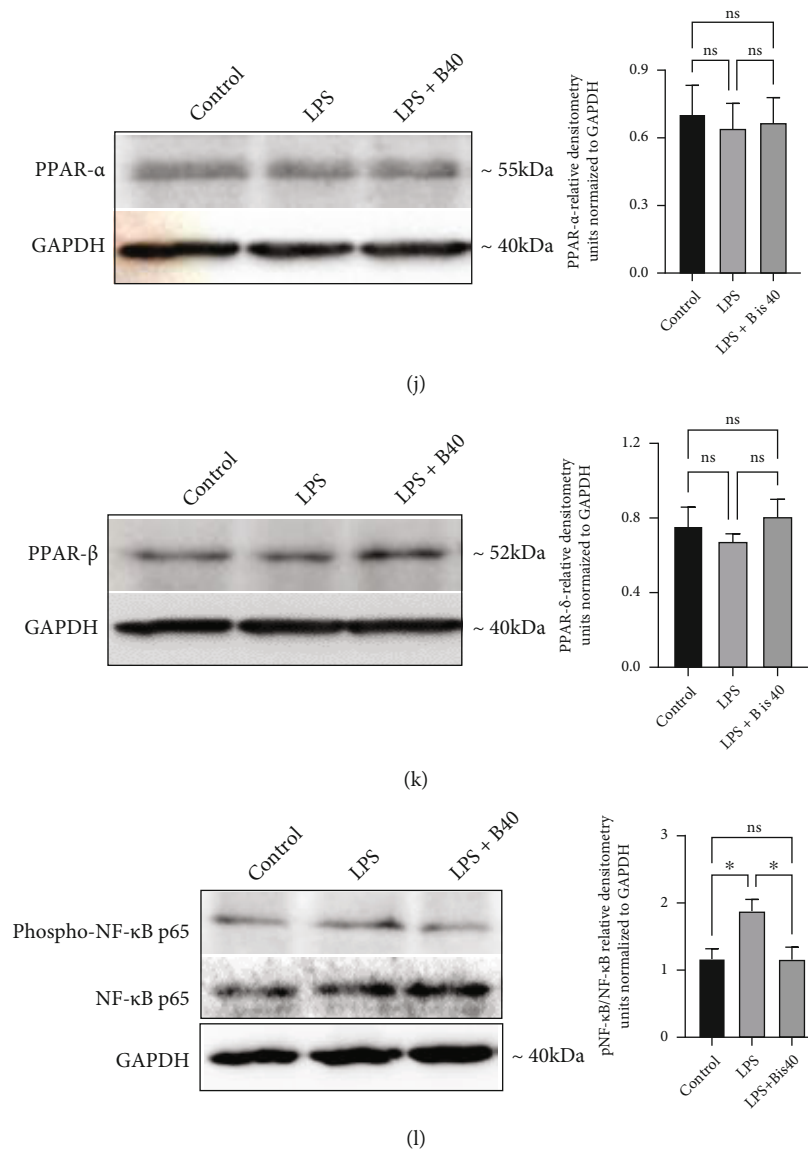 Control
LPS
LPS + B40
PPAR-α
~ 55kDa
GAPDH
~ 40kDa
PPAR-α-relative densitometry
units normaized to GAPDH
0.9
0.6
0.3
0.0
ns
ns
ns
Control
LPS
LPS + B is 40
(j)
Control
LPS
LPS + B40
PPAR-β
~ 52kDa
GAPDH
~ 40kDa
PPAR-δ-relative densitometry
units normaized to GAPDH
1.2
0.8
0.4
0.0
ns
ns
ns
Control
LPS
LPS + B is 40
(k)
Control
LPS
LPS + B40
Phospho-NF-κB p65
NF-κB p65
GAPDH
~ 40kDa
pNF-κB/NF-κB relative densitometry
units normalized to GAPDH
3
2
1
0
ns
*
*
Control
LPS
LPS+Bis40
(l)